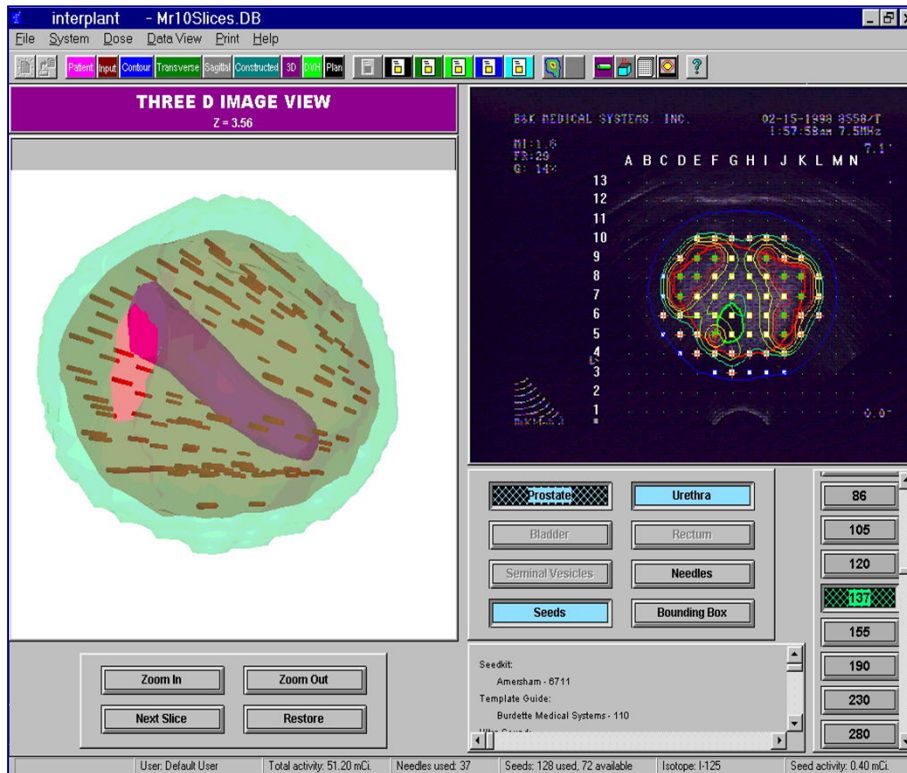 interplant - Mr10Slices.DB
File System Dose Data View Print Help
Patient Input Contour Transverse Sagittal Constructed 3D DVH Plan
THREE D IMAGE VIEW
Z = 3.56
B&K MEDICAL SYSTEMS. INC. 02-15-1998 8558/T
1:57:58am 7.5MHz
MI:1.6
FR:29
G: 14%
7.1
A B C D E F G H I J K L M N
13
12
11
10
9
8
7
6
5
4
3
2
1
0.0
Prostate Urethra
Bladder Rectum
Seminal Vesicles Needles
Seeds Bounding Box
86
105
120
137
155
190
230
280
Seedkit:
Amersham - 6711
Template Guide:
Burdette Medical Systems - 110
Zoom In Zoom Out
Next Slice Restore
User: Default User Total activity: 51.20 mCi. Needles used: 37 Seeds: 128 used, 72 available Isotope: I-125 Seed activity: 0.40 mCi.